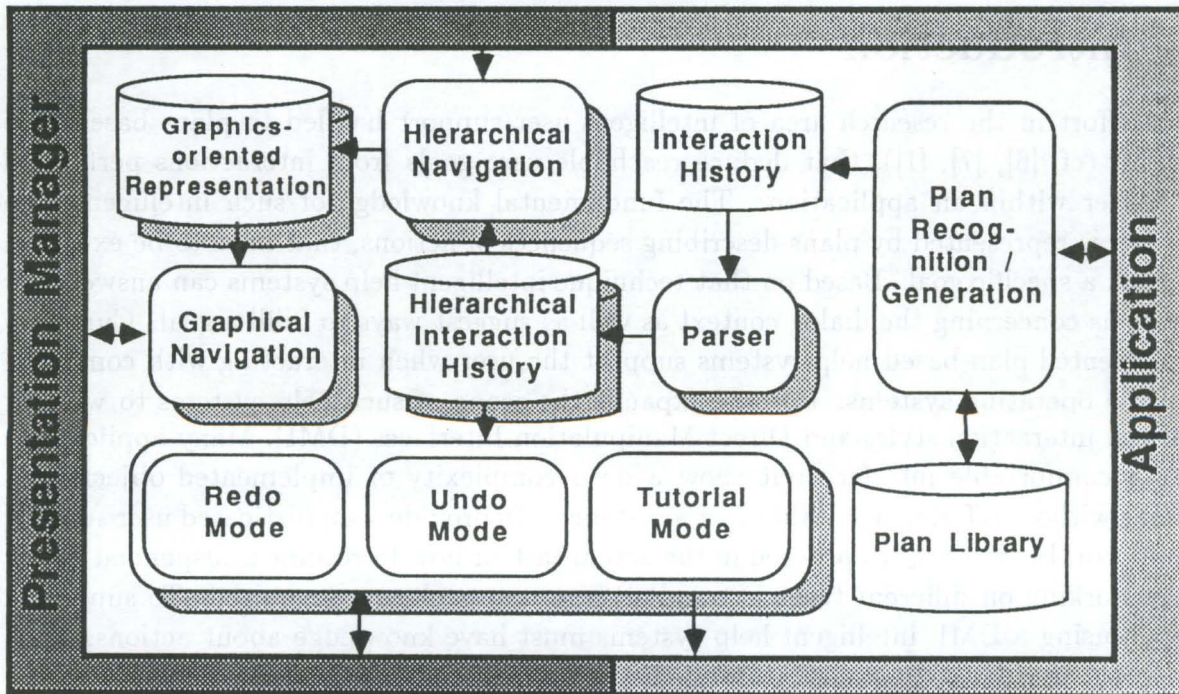 Presentation Manager
Graphics-
oriented
Representation
Hierarchical
Navigation
Interaction
History
Plan
Recog-
nition /
Generation
Graphical
Navigation
Hierarchical
Interaction
History
Parser
Redo
Mode
Undo
Mode
Tutorial
Mode
Plan Library
Application